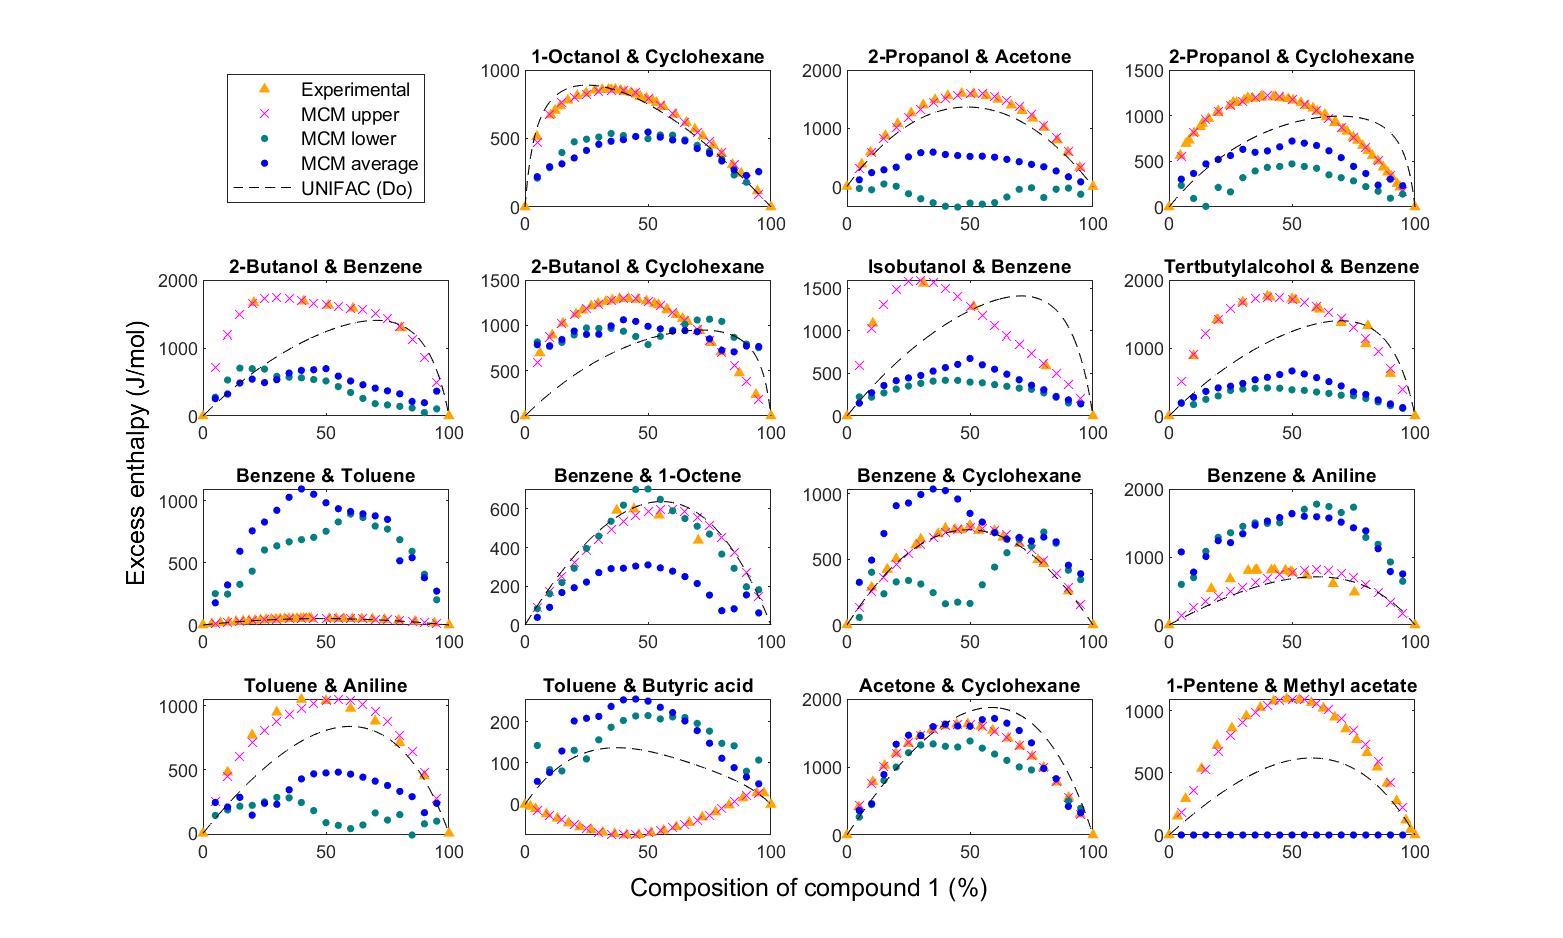 Experimental
MCM upper
MCM lower
MCM average
UNIFAC (Do)
1-Octanol & Cyclohexane
1000
500
0
0 50 100
2-Propanol & Acetone
2000
1000
0
0 50 100
2-Propanol & Cyclohexane
1500
1000
500
0
0 50 100
Excess enthalpy (J/mol)
2-Butanol & Benzene
2000
1000
0
0 50 100
2-Butanol & Cyclohexane
1500
1000
500
0
0 50 100
Isobutanol & Benzene
1500
1000
500
0
0 50 100
Tertbutylalcohol & Benzene
2000
1000
0
0 50 100
Benzene & Toluene
1000
500
0
0 50 100
Benzene & 1-Octene
600
400
200
0
0 50 100
Benzene & Cyclohexane
1000
500
0
0 50 100
Benzene & Aniline
2000
1000
0
0 50 100
Toluene & Aniline
1000
500
0
0 50 100
Toluene & Butyric acid
200
100
0
0 50 100
Acetone & Cyclohexane
2000
1000
0
0 50 100
1-Pentene & Methyl acetate
1000
500
0
0 50 100
Composition of compound 1 (%)